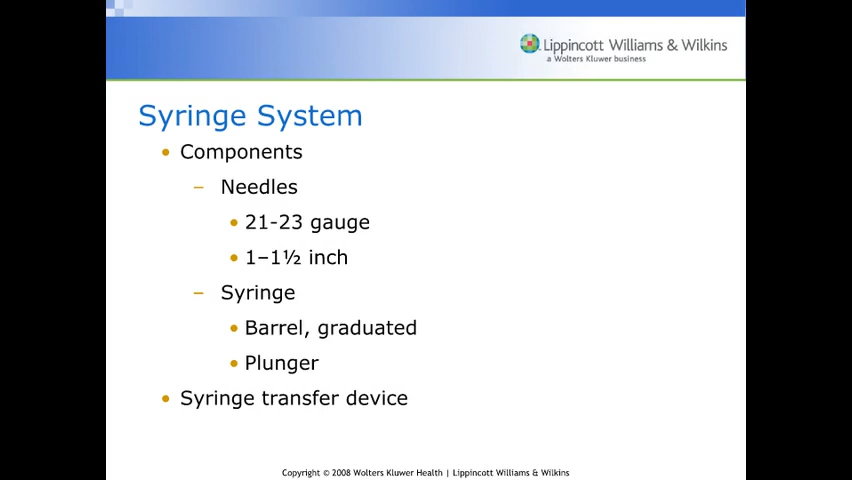 Lippincott Williams & Wilkins
a Wolters Kluwer business
Syringe System
• Components
– Needles
• 21-23 gauge
• 1–1½ inch
– Syringe
• Barrel, graduated
• Plunger
• Syringe transfer device
Copyright © 2008 Wolters Kluwer Health | Lippincott Williams & Wilkins